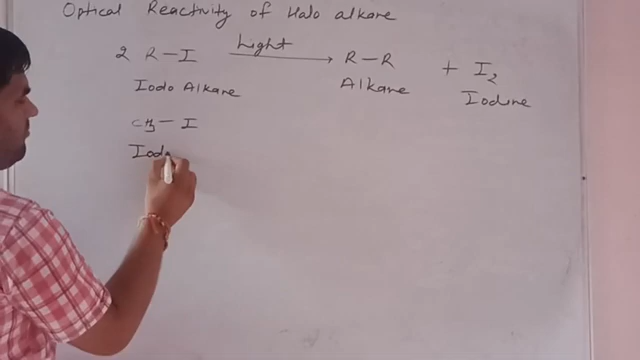 Optical Reactivity of Halo alkane
2 R-I Light → R-R + I2
Iodo Alkane Alkane Iodine
CH3-I
Iodo